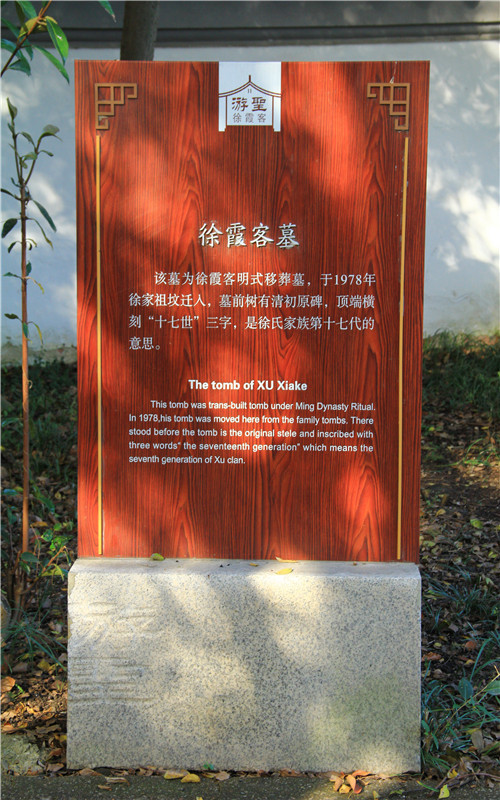 游聖
徐霞客
徐霞客墓
该墓为徐霞客明式移葬墓，于1978年
徐家祖坟迁入，墓前树有清初原碑，顶端横
刻“十七世”三字，是徐氏家族第十七代的
意思。
The tomb of XU Xiake
This tomb was trans-built tomb under Ming Dynasty Ritual.
In 1978,his tomb was moved here from the family tombs. There
stood before the tomb is the original stele and inscribed with
three words" the seventeenth generation" which means the
seventh generation of Xu clan.